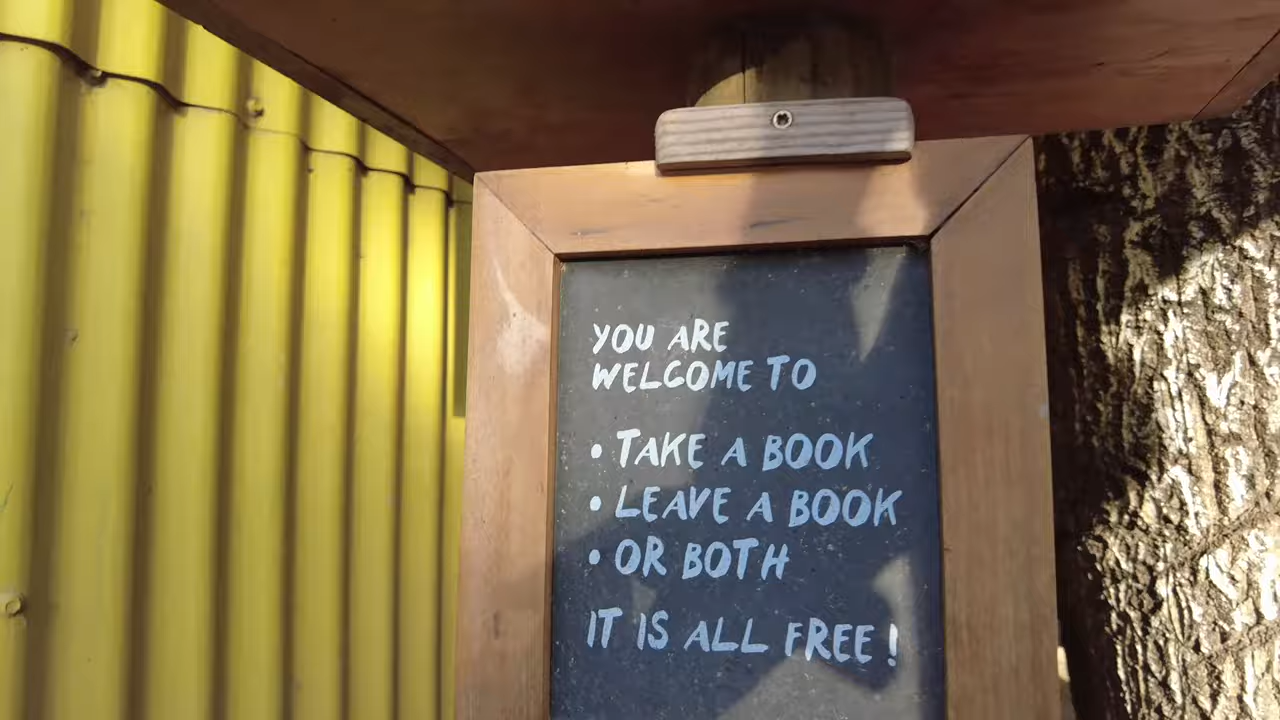 YOU ARE
WELCOME TO
• TAKE A BOOK
• LEAVE A BOOK
• OR BOTH
IT IS ALL FREE!